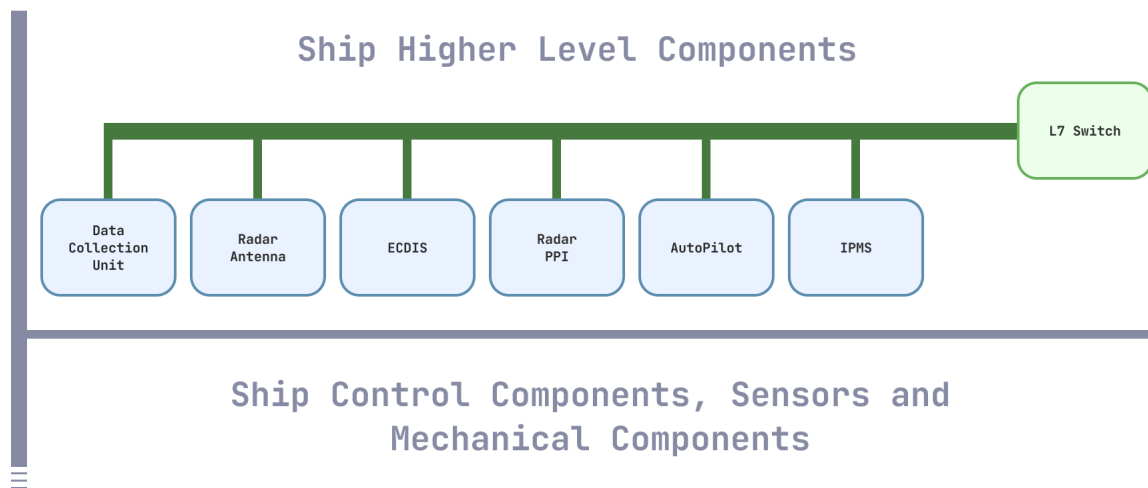 Ship Higher Level Components
L7 Switch
Data
Collection
Unit
Radar
Antenna
ECDIS
Radar
PPI
AutoPilot
IPMS
Ship Control Components, Sensors and
Mechanical Components